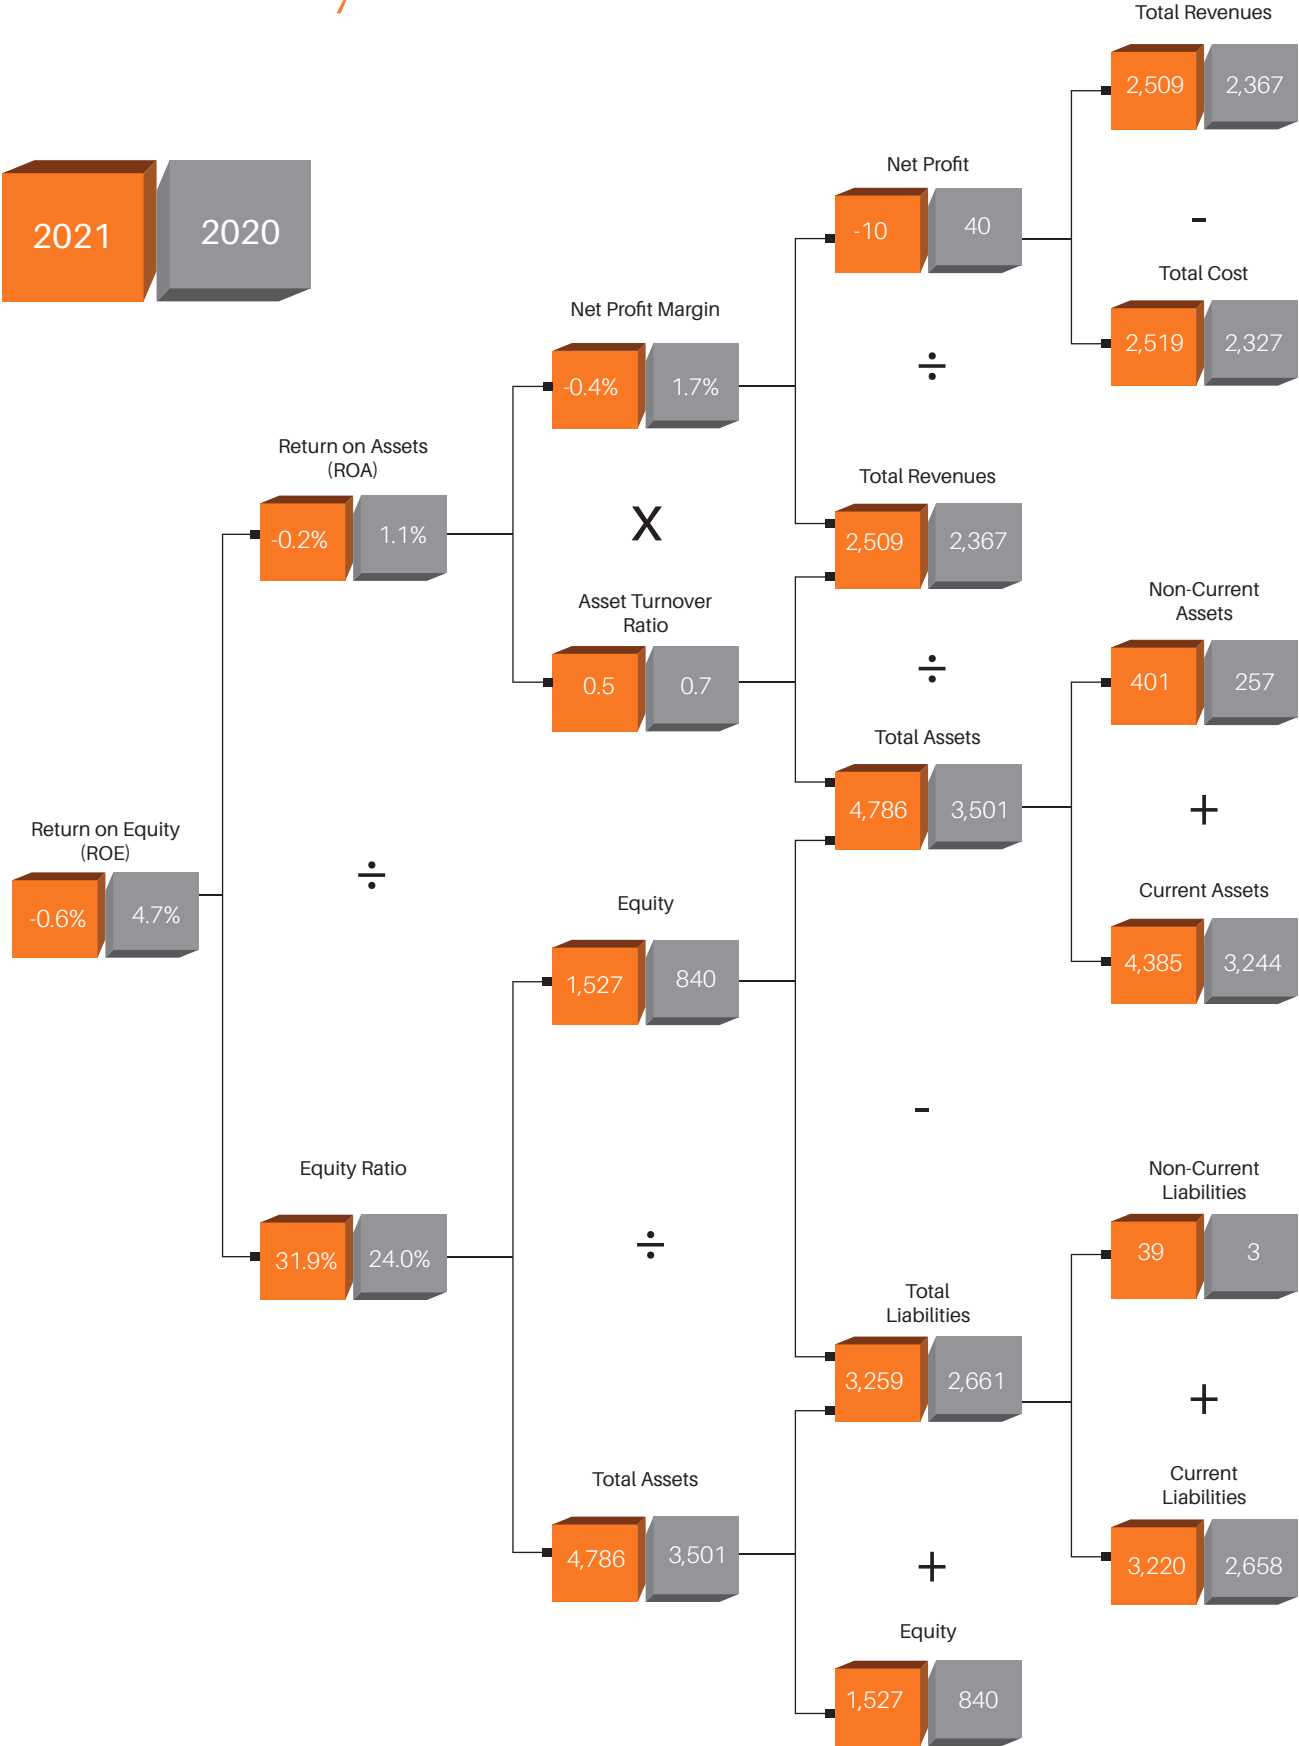 Total Revenues
2,509 2,367
Net Profit
-10 40
-
2021 2020
Total Cost
2,519 2,327
Net Profit Margin
-0.4% 1.7%
÷
Return on Assets
(ROA)
-0.2% 1.1%
Total Revenues
2,509 2,367
X
Asset Turnover
Ratio
0.5 0.7
÷
Non-Current
Assets
401 257
Total Assets
4,786 3,501
+
Return on Equity
(ROE)
-0.6% 4.7%
÷
Equity
1,527 840
Current Assets
4,385 3,244
-
Equity Ratio
31.9% 24.0%
÷
Non-Current
Liabilities
39 3
Total
Liabilities
3,259 2,661
+
Total Assets
4,786 3,501
Current
Liabilities
3,220 2,658
+
Equity
1,527 840